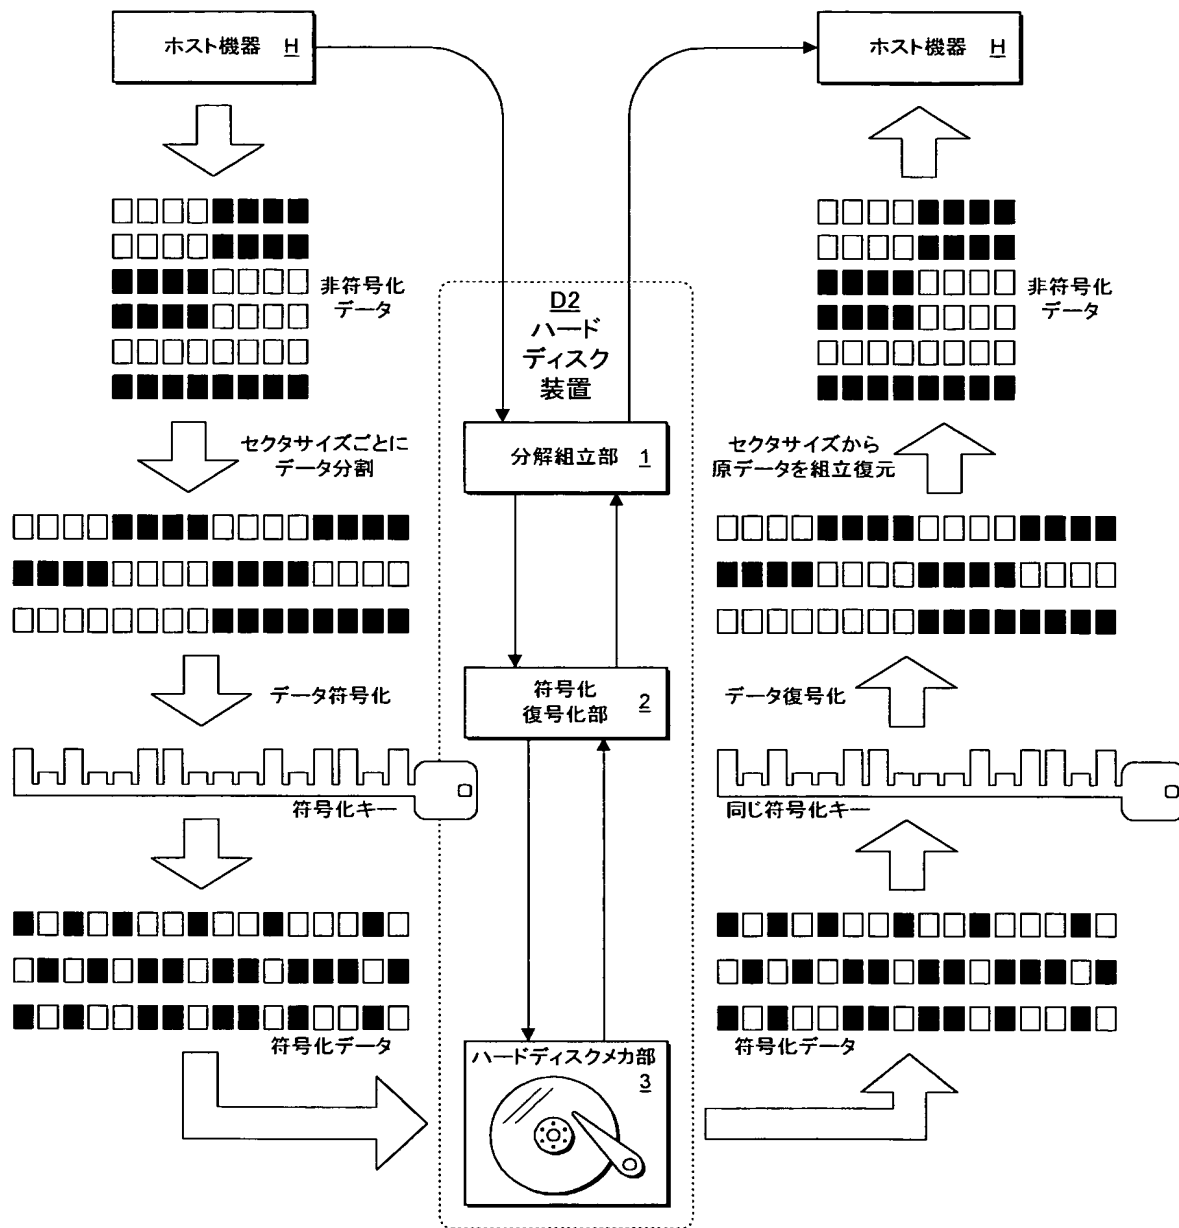 ホスト機器 H
ホスト機器 H
非符号化
データ
D2
ハード
ディスク
装置
非符号化
データ
セクタサイズごとに
データ分割
分解組立部 1
セクタサイズから
原データを組立復元
データ符号化
符号化
復号化部 2
データ復号化
符号化キー
同じ符号化キー
符号化データ
ハードディスクメカ部
3
符号化データ